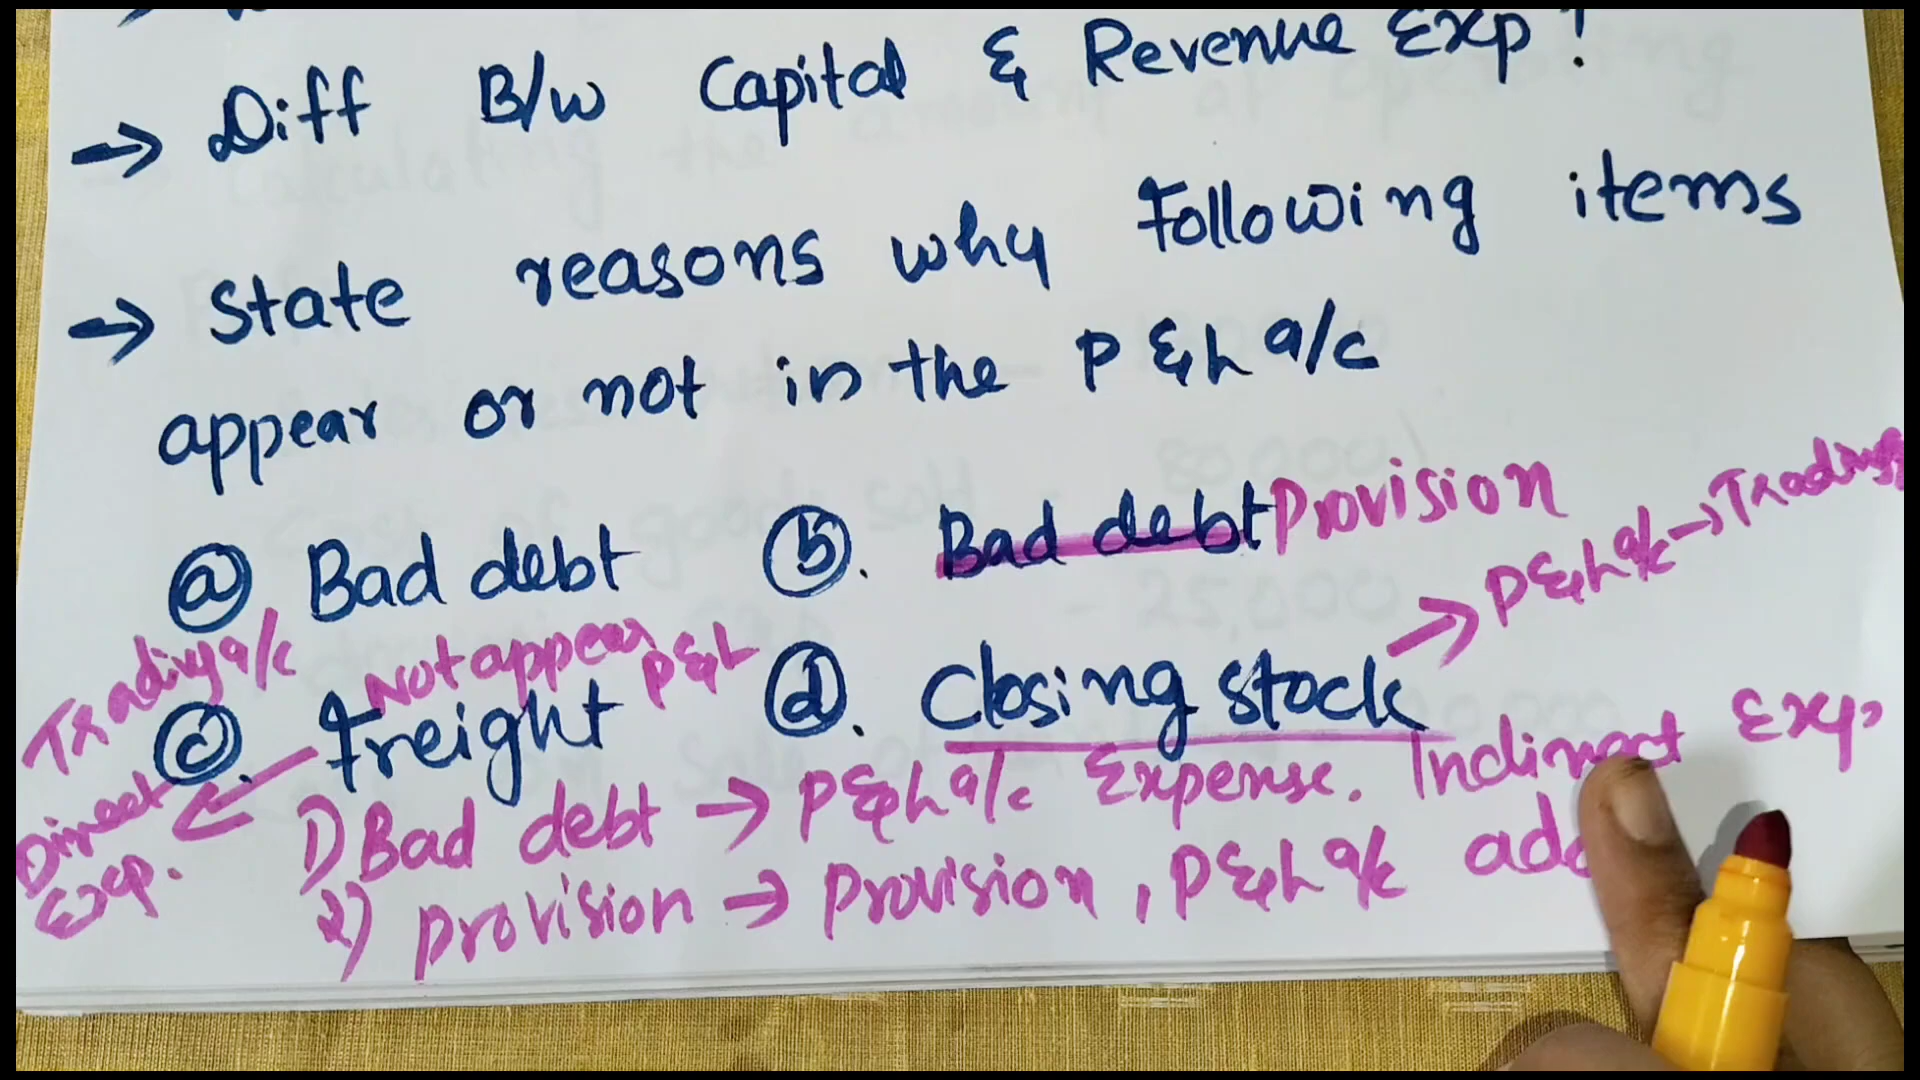 → Diff B/w Capital & Revenue Exp?
→ State reasons why following items
appear or not in the P & L a/c
ⓐ Bad debt ⓑ. Bad debt Provision
→ P & L a/c → Trading
Trading a/c Not appear P & L
ⓒ. Freight ⓓ. Closing stock
Direct Exp.
1) Bad debt → P & L a/c Expense. Indirect Exp.
2) Provision → Provision, P & L a/c